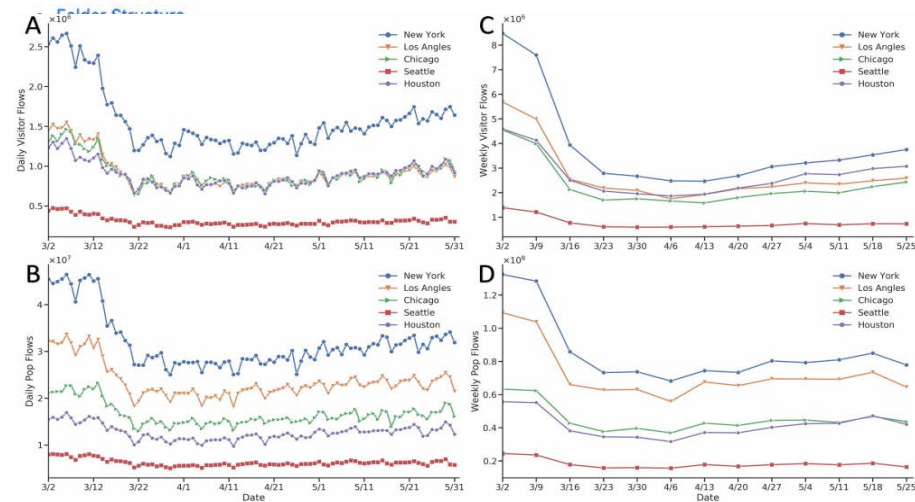 Folder Structure
A
×10⁶
Daily Visitor Flows
2.5
2.0
1.5
1.0
0.5
3/2 3/12 3/22 4/1 4/11 4/21 5/1 5/11 5/21 5/31
New York
Los Angles
Chicago
Seattle
Houston
C
×10⁶
Weekly Visitor Flows
8
7
6
5
4
3
2
1
3/2 3/9 3/16 3/23 3/30 4/6 4/13 4/20 4/27 5/4 5/11 5/18 5/25
New York
Los Angles
Chicago
Seattle
Houston
B
×10⁷
Daily Pop Flows
4
3
2
1
3/2 3/12 3/22 4/1 4/11 4/21 5/1 5/11 5/21 5/31
Date
New York
Los Angles
Chicago
Seattle
Houston
D
×10⁸
Weekly Pop Flows
1.2
1.0
0.8
0.6
0.4
0.2
3/2 3/9 3/16 3/23 3/30 4/6 4/13 4/20 4/27 5/4 5/11 5/18 5/25
Date
New York
Los Angles
Chicago
Seattle
Houston